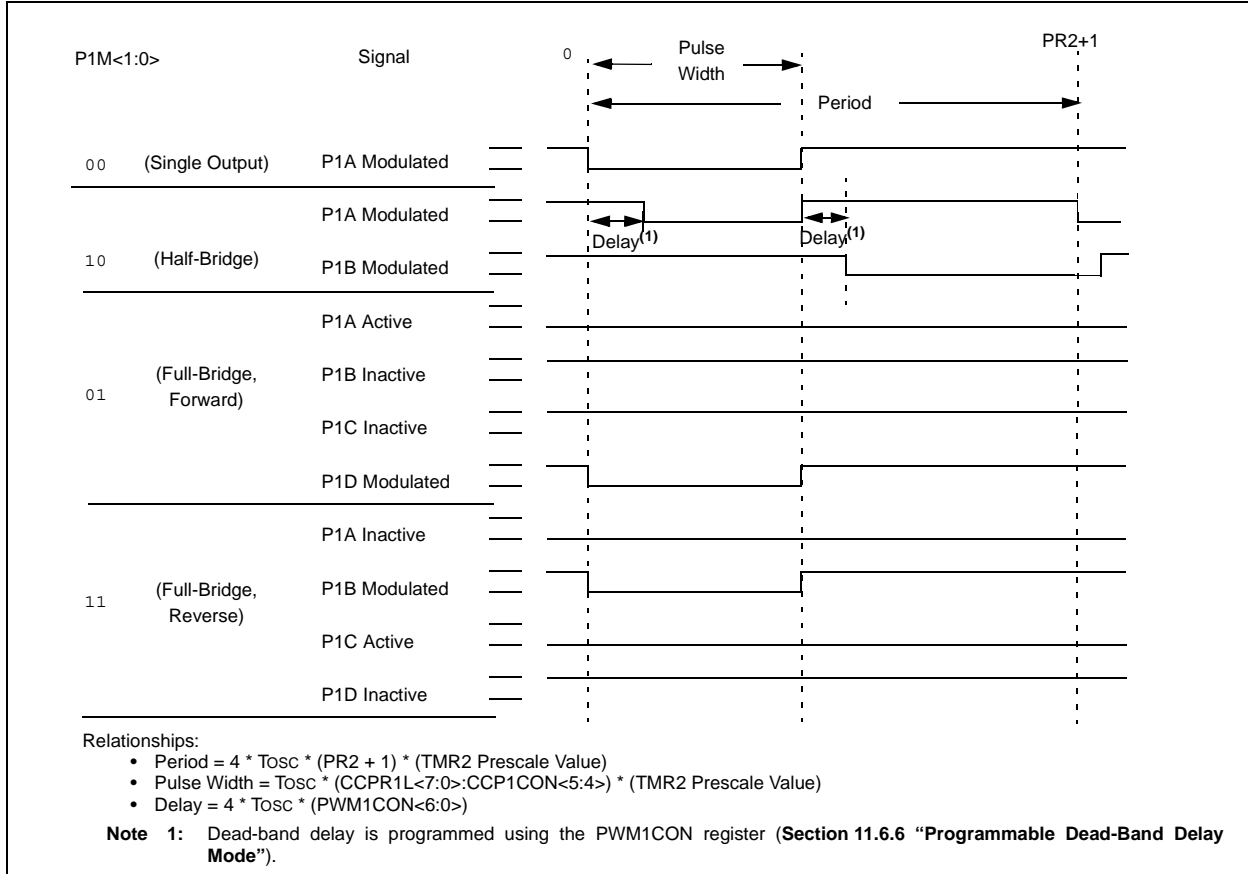 P1M<1:0> Signal 0 Pulse Width PR2+1
Period
00 (Single Output) P1A Modulated
P1A Modulated
Delay(1) Delay(1)
10 (Half-Bridge) P1B Modulated
P1A Active
01 (Full-Bridge, Forward) P1B Inactive
P1C Inactive
P1D Modulated
P1A Inactive
11 (Full-Bridge, Reverse) P1B Modulated
P1C Active
P1D Inactive
Relationships:
• Period = 4 * TOSC * (PR2 + 1) * (TMR2 Prescale Value)
• Pulse Width = TOSC * (CCPR1L<7:0>:CCP1CON<5:4>) * (TMR2 Prescale Value)
• Delay = 4 * TOSC * (PWM1CON<6:0>)
Note 1: Dead-band delay is programmed using the PWM1CON register (Section 11.6.6 “Programmable Dead-Band Delay
Mode”).